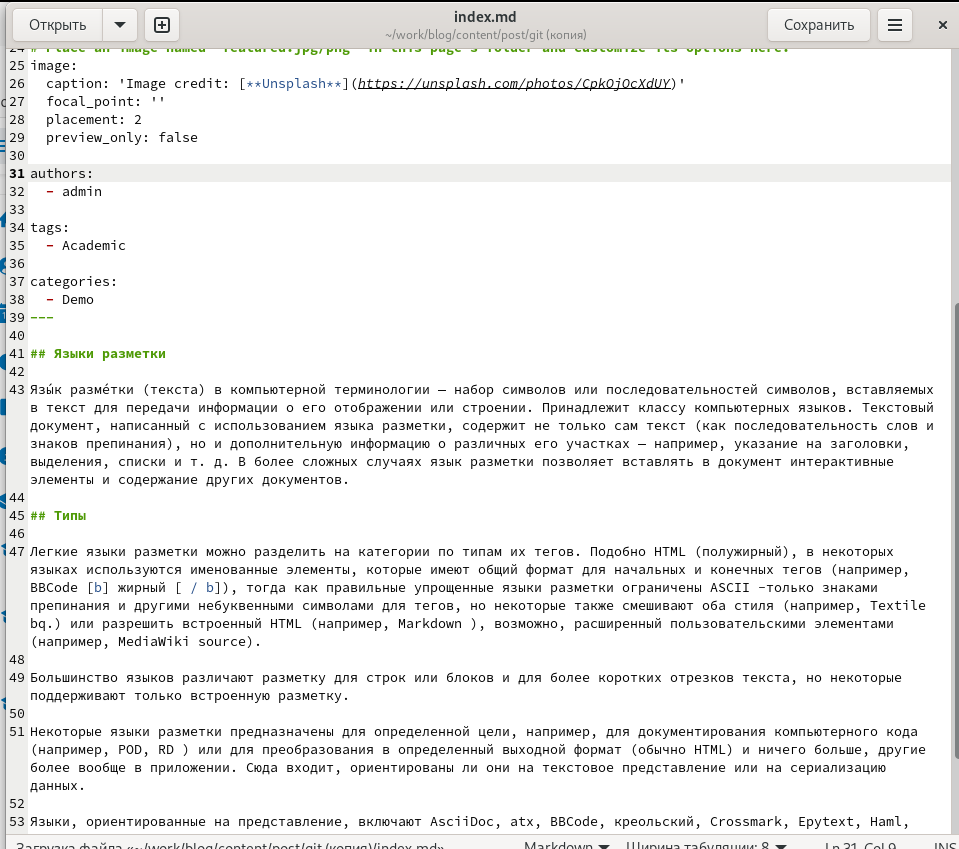 Открыть
index.md
~/work/blog/content/post/git (копия)
Сохранить
24 # Place an image named `featured.jpg/png` in this page's folder and customize its options here.
25 image:
26 caption: 'Image credit: [**Unsplash**](https://unsplash.com/photos/CpkOjOcXdUY)'
27 focal_point: ''
28 placement: 2
29 preview_only: false
30
31 authors:
32 - admin
33
34 tags:
35 - Academic
36
37 categories:
38 - Demo
39 ---
40
41 ## Языки разметки
42
43 Язы́к разме́тки (текста) в компьютерной терминологии — набор символов или последовательностей символов, вставляемых
в текст для передачи информации о его отображении или строении. Принадлежит классу компьютерных языков. Текстовый
документ, написанный с использованием языка разметки, содержит не только сам текст (как последовательность слов и
знаков препинания), но и дополнительную информацию о различных его участках — например, указание на заголовки,
выделения, списки и т. д. В более сложных случаях язык разметки позволяет вставлять в документ интерактивные
элементы и содержание других документов.
44
45 ## Типы
46
47 Легкие языки разметки можно разделить на категории по типам их тегов. Подобно HTML (полужирный), в некоторых
языках используются именованные элементы, которые имеют общий формат для начальных и конечных тегов (например,
BBCode [b] жирный [ / b]), тогда как правильные упрощенные языки разметки ограничены ASCII -только знаками
препинания и другими небуквенными символами для тегов, но некоторые также смешивают оба стиля (например, Textile
bq.) или разрешить встроенный HTML (например, Markdown ), возможно, расширенный пользовательскими элементами
(например, MediaWiki source).
48
49 Большинство языков различают разметку для строк или блоков и для более коротких отрезков текста, но некоторые
поддерживают только встроенную разметку.
50
51 Некоторые языки разметки предназначены для определенной цели, например, для документирования компьютерного кода
(например, POD, RD ) или для преобразования в определенный выходной формат (обычно HTML) и ничего больше, другие
более вообще в приложении. Сюда входит, ориентированы ли они на текстовое представление или на сериализацию
данных.
52
53 Языки, ориентированные на представление, включают AsciiDoc, atx, BBCode, креольский, Crossmark, Epytext, Haml,
Загрузка файла «~/work/blog/content/post/git (копия)/index.md»
Markdown
Ширина табуляции: 8
Ln 31, Col 9
INS